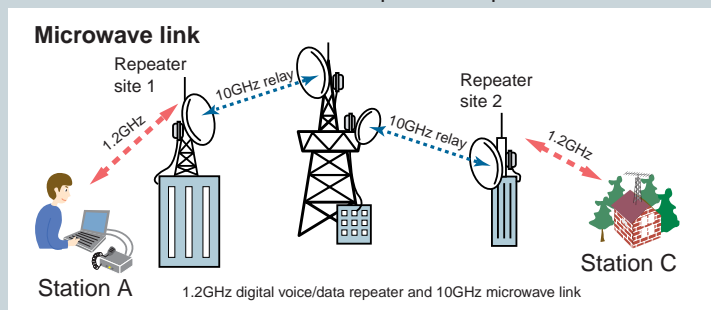 Microwave link
Repeater
site 1
10GHz relay
1.2GHz
Repeater
site 2
10GHz relay
1.2GHz
Station A
Station C
1.2GHz digital voice/data repeater and 10GHz microwave link